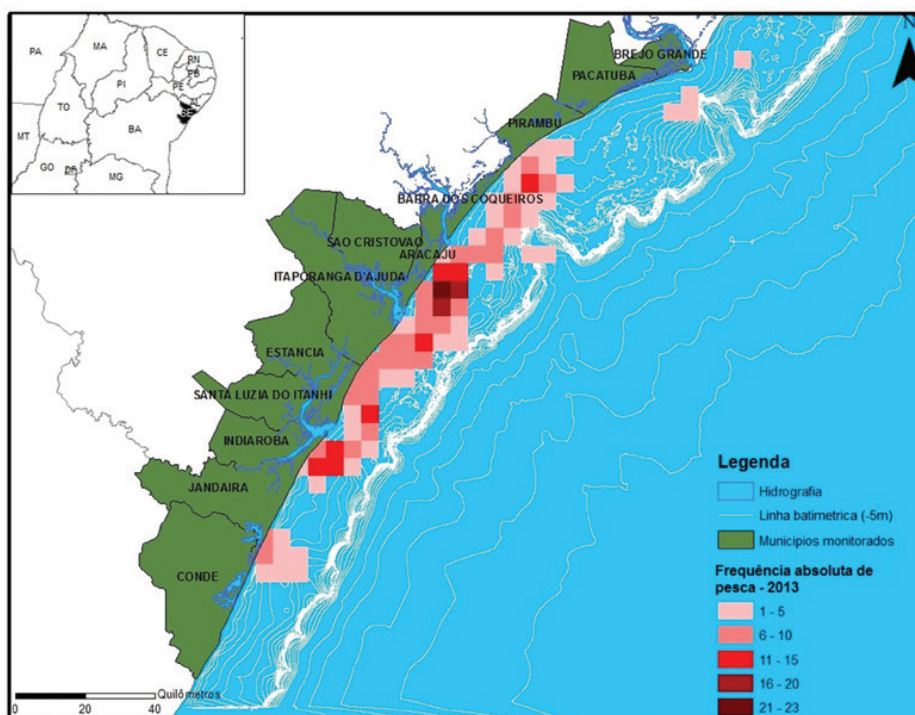 PA
MA
CE
RN
PB
PI
PE
AL
TO
SE
BA
MT
GO
DF
MG
N
BREJO GRANDE
PACATUBA
PIRAMBU
BARRA DOS COQUEIROS
SAO CRISTOVAO
ARACAJU
ITAPORANGA D'AJUDA
ESTANCIA
SANTA LUZIA DO ITANHI
INDIAROBA
JANDAIRA
CONDE
Legenda
Hidrografia
Linha batimetrica (-5m)
Municipios monitorados
Frequência absoluta de
pesca - 2013
1 - 5
6 - 10
11 - 15
16 - 20
21 - 23
Quilômetros
0 20 40